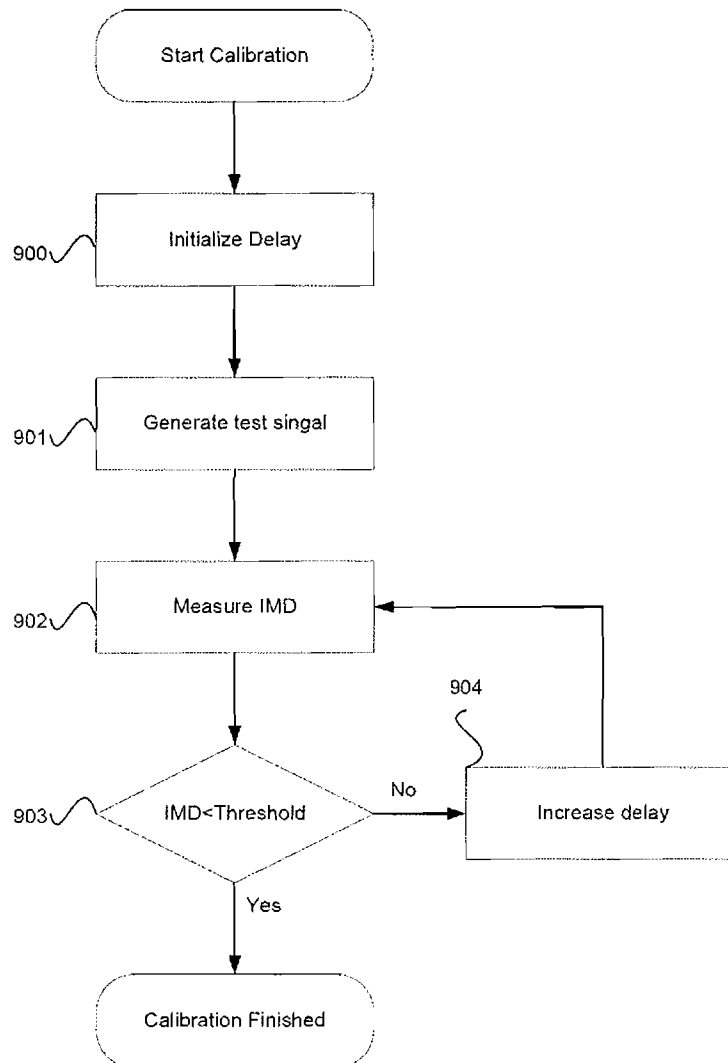 Start Calibration
900
Initialize Delay
901
Generate test singal
902
Measure IMD
904
903
IMD<Threshold
No
Increase delay
Yes
Calibration Finished